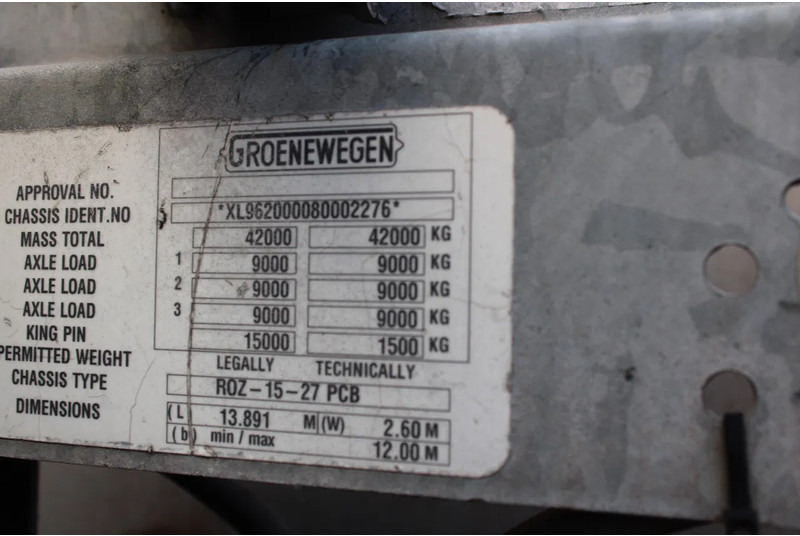 GROENEWEGEN
APPROVAL NO.
CHASSIS IDENT.NO *XL962000080002276*
MASS TOTAL 42000 42000 KG
AXLE LOAD 1 9000 9000 KG
AXLE LOAD 2 9000 9000 KG
AXLE LOAD 3 9000 9000 KG
KING PIN 15000 1500 KG
PERMITTED WEIGHT LEGALLY TECHNICALLY
CHASSIS TYPE ROZ-15-27 PCB
DIMENSIONS (L 13.891 M (W) 2.60 M
(b) min / max 12.00 M